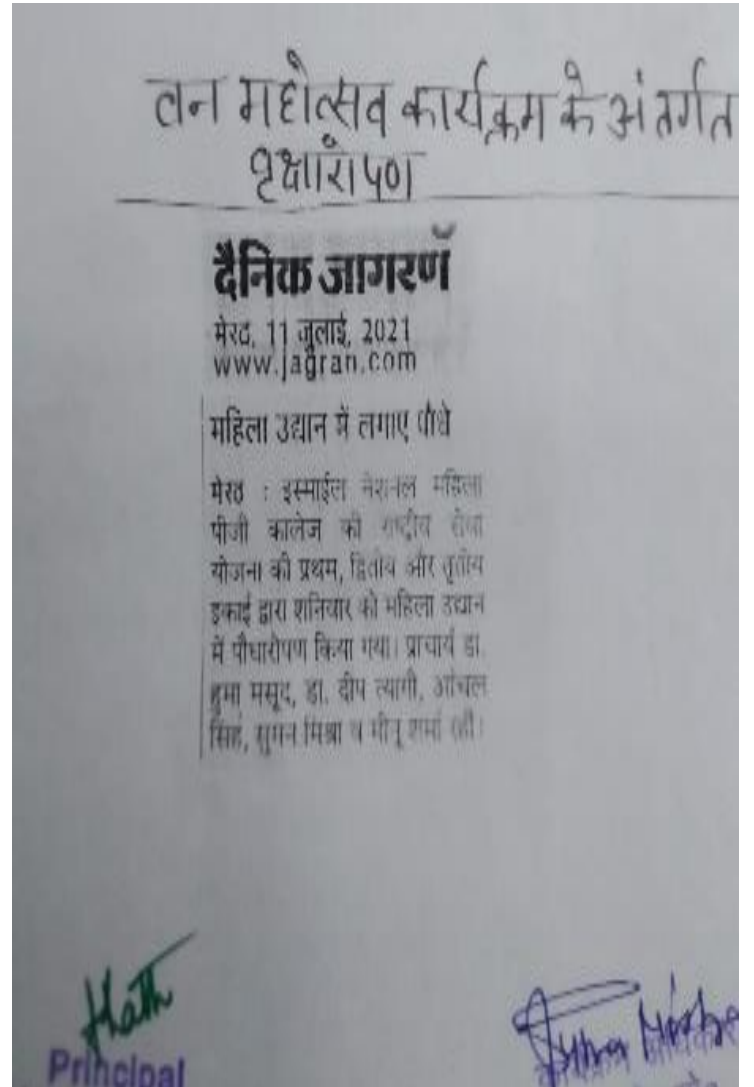 वन महोत्सव कार्यक्रम के अंतर्गत
वृक्षारोपण
दैनिक जागरण
मेरठ, 11 जुलाई, 2021
www.jagran.com
महिला उद्यान में लगाए पौधे
मेरठ : इस्माईल नेशनल महिला
पीजी कालेज की राष्ट्रीय सेवा
योजना की प्रथम, द्वितीय और तृतीय
इकाई द्वारा शनिवार को महिला उद्यान
में पौधारोपण किया गया। प्राचार्य डा.
हुमा मसूद, डा. दीप त्यागी, आंचल
सिंह, सुमन मिश्रा व मीनू शर्मा रहीं।
Principal